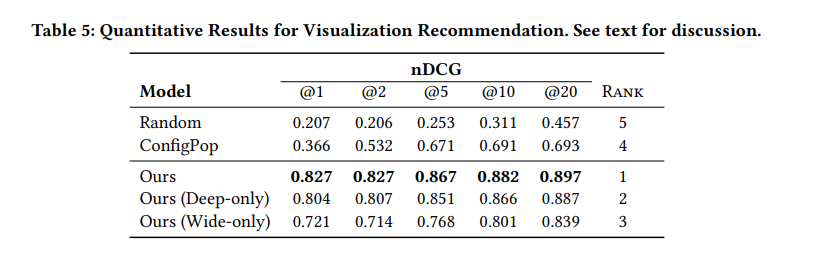 Table 5: Quantitative Results for Visualization Recommendation. See text for discussion.
nDCG
Model @1 @2 @5 @10 @20 Rank
Random 0.207 0.206 0.253 0.311 0.457 5
ConfigPop 0.366 0.532 0.671 0.691 0.693 4
Ours 0.827 0.827 0.867 0.882 0.897 1
Ours (Deep-only) 0.804 0.807 0.851 0.866 0.887 2
Ours (Wide-only) 0.721 0.714 0.768 0.801 0.839 3